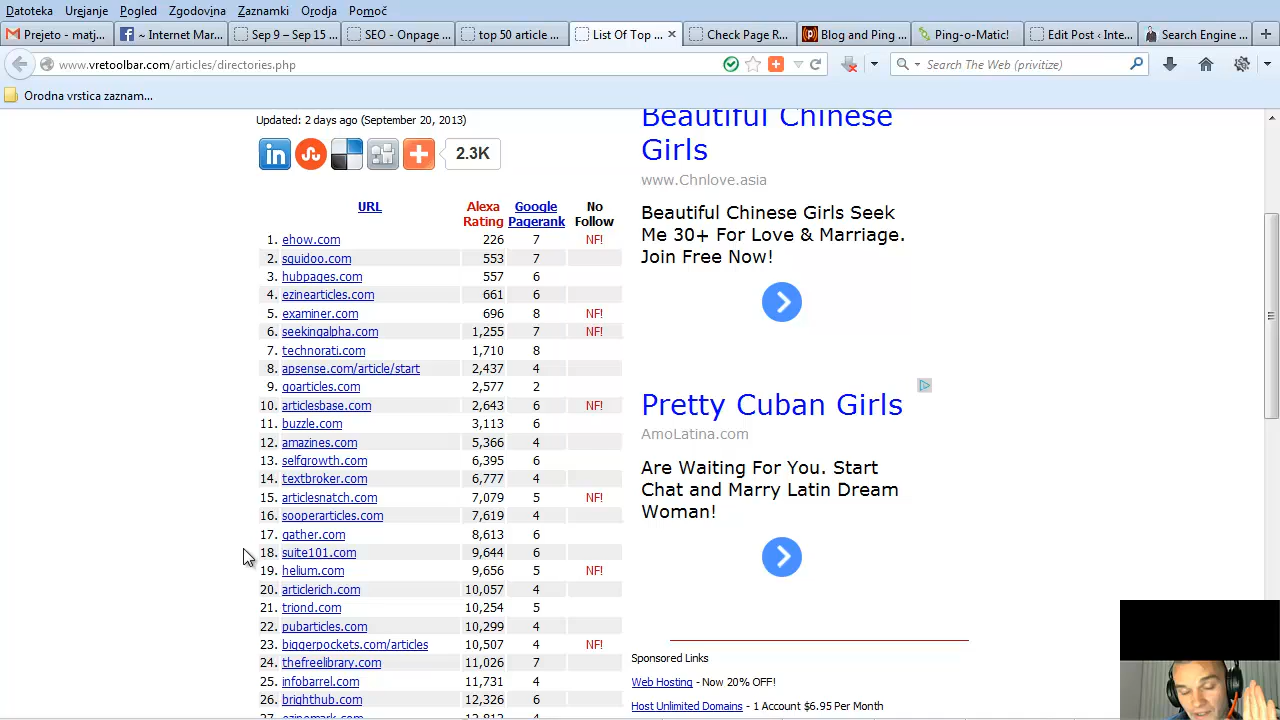 Datoteka Urejanje Pogled Zgodovina Zaznamki Orodja Pomoč
Prejeto - matj... ~ Internet Mar... Sep 9 – Sep 15 ... SEO - Onpage... top 50 article ... List Of Top ... × Check Page R... Blog and Ping ... Ping-o-Matic! Edit Post ‹ Inte... Search Engine ... +
www.vretoolbar.com/articles/directories.php Search The Web (privitize)
Orodna vrstica zaznam...
Updated: 2 days ago (September 20, 2013)
2.3K
URL Alexa Rating Google Pagerank No Follow
1. ehow.com 226 7 NF!
2. squidoo.com 553 7
3. hubpages.com 557 6
4. ezinearticles.com 661 6
5. examiner.com 696 8 NF!
6. seekingalpha.com 1,255 7 NF!
7. technorati.com 1,710 8
8. apsense.com/article/start 2,437 4
9. goarticles.com 2,577 2
10. articlesbase.com 2,643 6 NF!
11. buzzle.com 3,113 6
12. amazines.com 5,366 4
13. selfgrowth.com 6,395 6
14. textbroker.com 6,777 4
15. articlesnatch.com 7,079 5 NF!
16. sooperarticles.com 7,619 4
17. gather.com 8,613 6
18. suite101.com 9,644 6
19. helium.com 9,656 5 NF!
20. articlerich.com 10,057 4
21. triond.com 10,254 5
22. pubarticles.com 10,299 4
23. biggerpockets.com/articles 10,507 4 NF!
24. thefreelibrary.com 11,026 7
25. infobarrel.com 11,731 4
26. brighthub.com 12,326 6
Beautiful Chinese
Girls
www.Chnlove.asia
Beautiful Chinese Girls Seek
Me 30+ For Love & Marriage.
Join Free Now!
Pretty Cuban Girls
AmoLatina.com
Are Waiting For You. Start
Chat and Marry Latin Dream
Woman!
Sponsored Links
Web Hosting - Now 20% OFF!
Host Unlimited Domains - 1 Account $6.95 Per Month